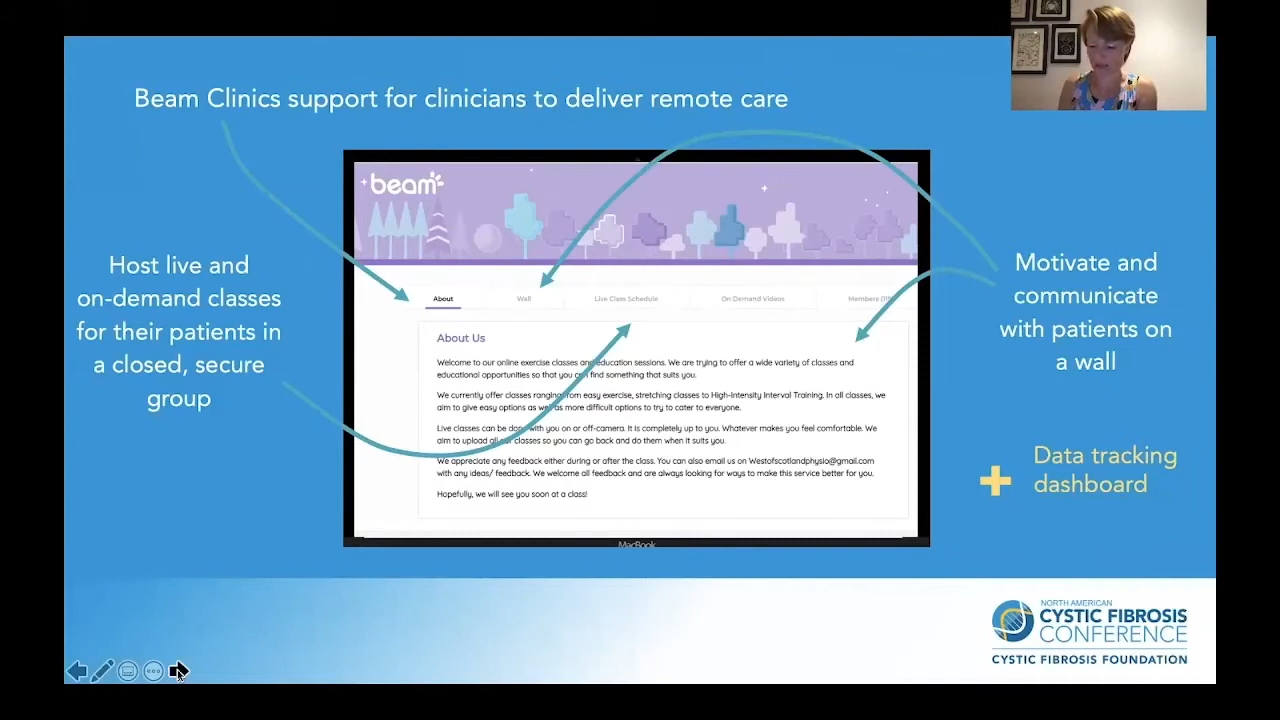 Beam Clinics support for clinicians to deliver remote care
Host live and
on-demand classes
for their patients in
a closed, secure
group
beam
About
Wall
Live Class Schedule
On Demand Videos
Members
About Us
Welcome to our online exercise classes and education sessions. We are trying to offer a wide variety of classes and
educational opportunities so that you can find something that suits you.
We currently offer classes ranging from easy exercise, stretching classes to High-Intensity Interval Training. In all classes, we
aim to give easy options as well as more difficult options to try to cater to everyone.
Live classes can be done with you on or off-camera. It is completely up to you. Whatever makes you feel comfortable. We
aim to upload all our classes so you can go back and do them when it suits you.
We appreciate any feedback either during or after the class. You can also email us on Westofscotlandphysio@gmail.com
with any ideas/ feedback. We welcome all feedback and are always looking for ways to make this service better for you.
Hopefully, we will see you soon at a class!
MacBook
Motivate and
communicate
with patients on
a wall
+ Data tracking
dashboard
NORTH AMERICAN
CYSTIC FIBROSIS
CONFERENCE
CYSTIC FIBROSIS FOUNDATION